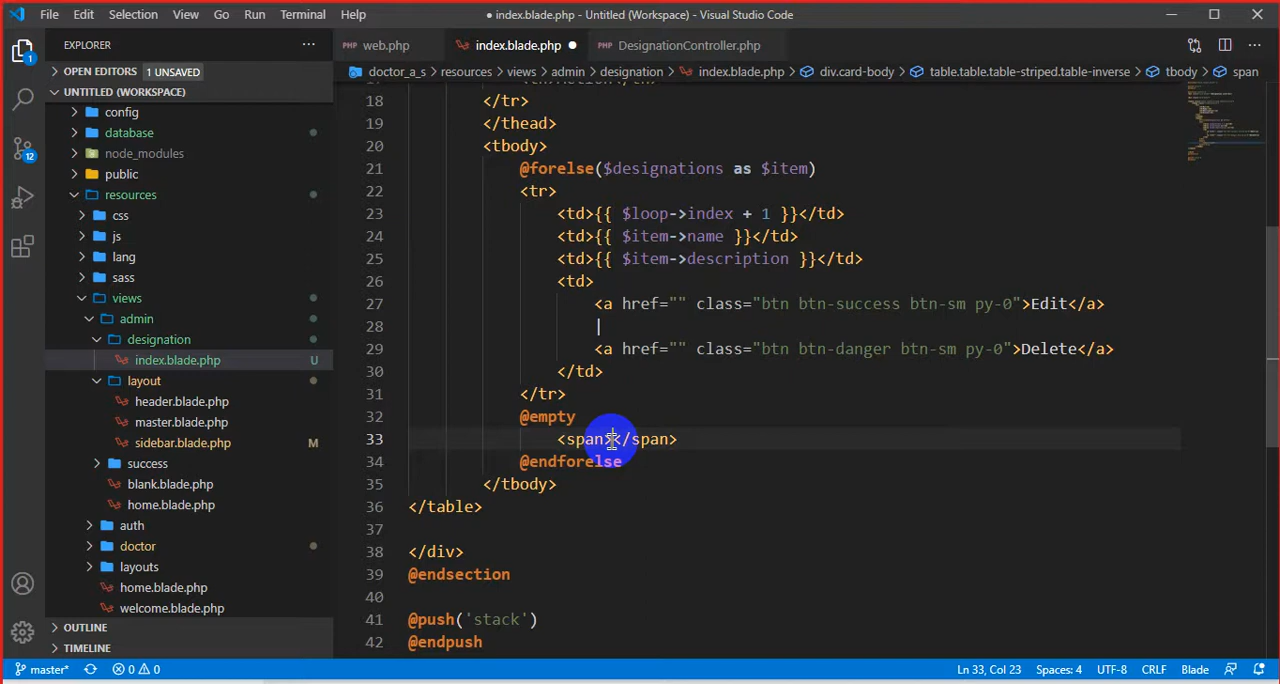 File Edit Selection View Go Run Terminal Help
● index.blade.php - Untitled (Workspace) - Visual Studio Code
EXPLORER
PHP web.php
index.blade.php ●
PHP DesignationController.php
OPEN EDITORS 1 UNSAVED
doctor_a_s > resources > views > admin > designation > index.blade.php > div.card-body > table.table.table-striped.table-inverse > tbody > span
UNTITLED (WORKSPACE)
config
database
node_modules
public
resources
css
js
lang
sass
views
admin
designation
index.blade.php U
layout
header.blade.php
master.blade.php
sidebar.blade.php M
success
blank.blade.php
home.blade.php
auth
doctor
layouts
home.blade.php
welcome.blade.php
OUTLINE
TIMELINE
1
12
18 </tr>
19 </thead>
20 <tbody>
21 @forelse($designations as $item)
22 <tr>
23 <td>{{ $loop->index + 1 }}</td>
24 <td>{{ $item->name }}</td>
25 <td>{{ $item->description }}</td>
26 <td>
27 <a href="" class="btn btn-success btn-sm py-0">Edit</a>
28 |
29 <a href="" class="btn btn-danger btn-sm py-0">Delete</a>
30 </td>
31 </tr>
32 @empty
33 <span></span>
34 @endforelse
35 </tbody>
36 </table>
37
38 </div>
39 @endsection
40
41 @push('stack')
42 @endpush
master* 0 0
Ln 33, Col 23 Spaces: 4 UTF-8 CRLF Blade